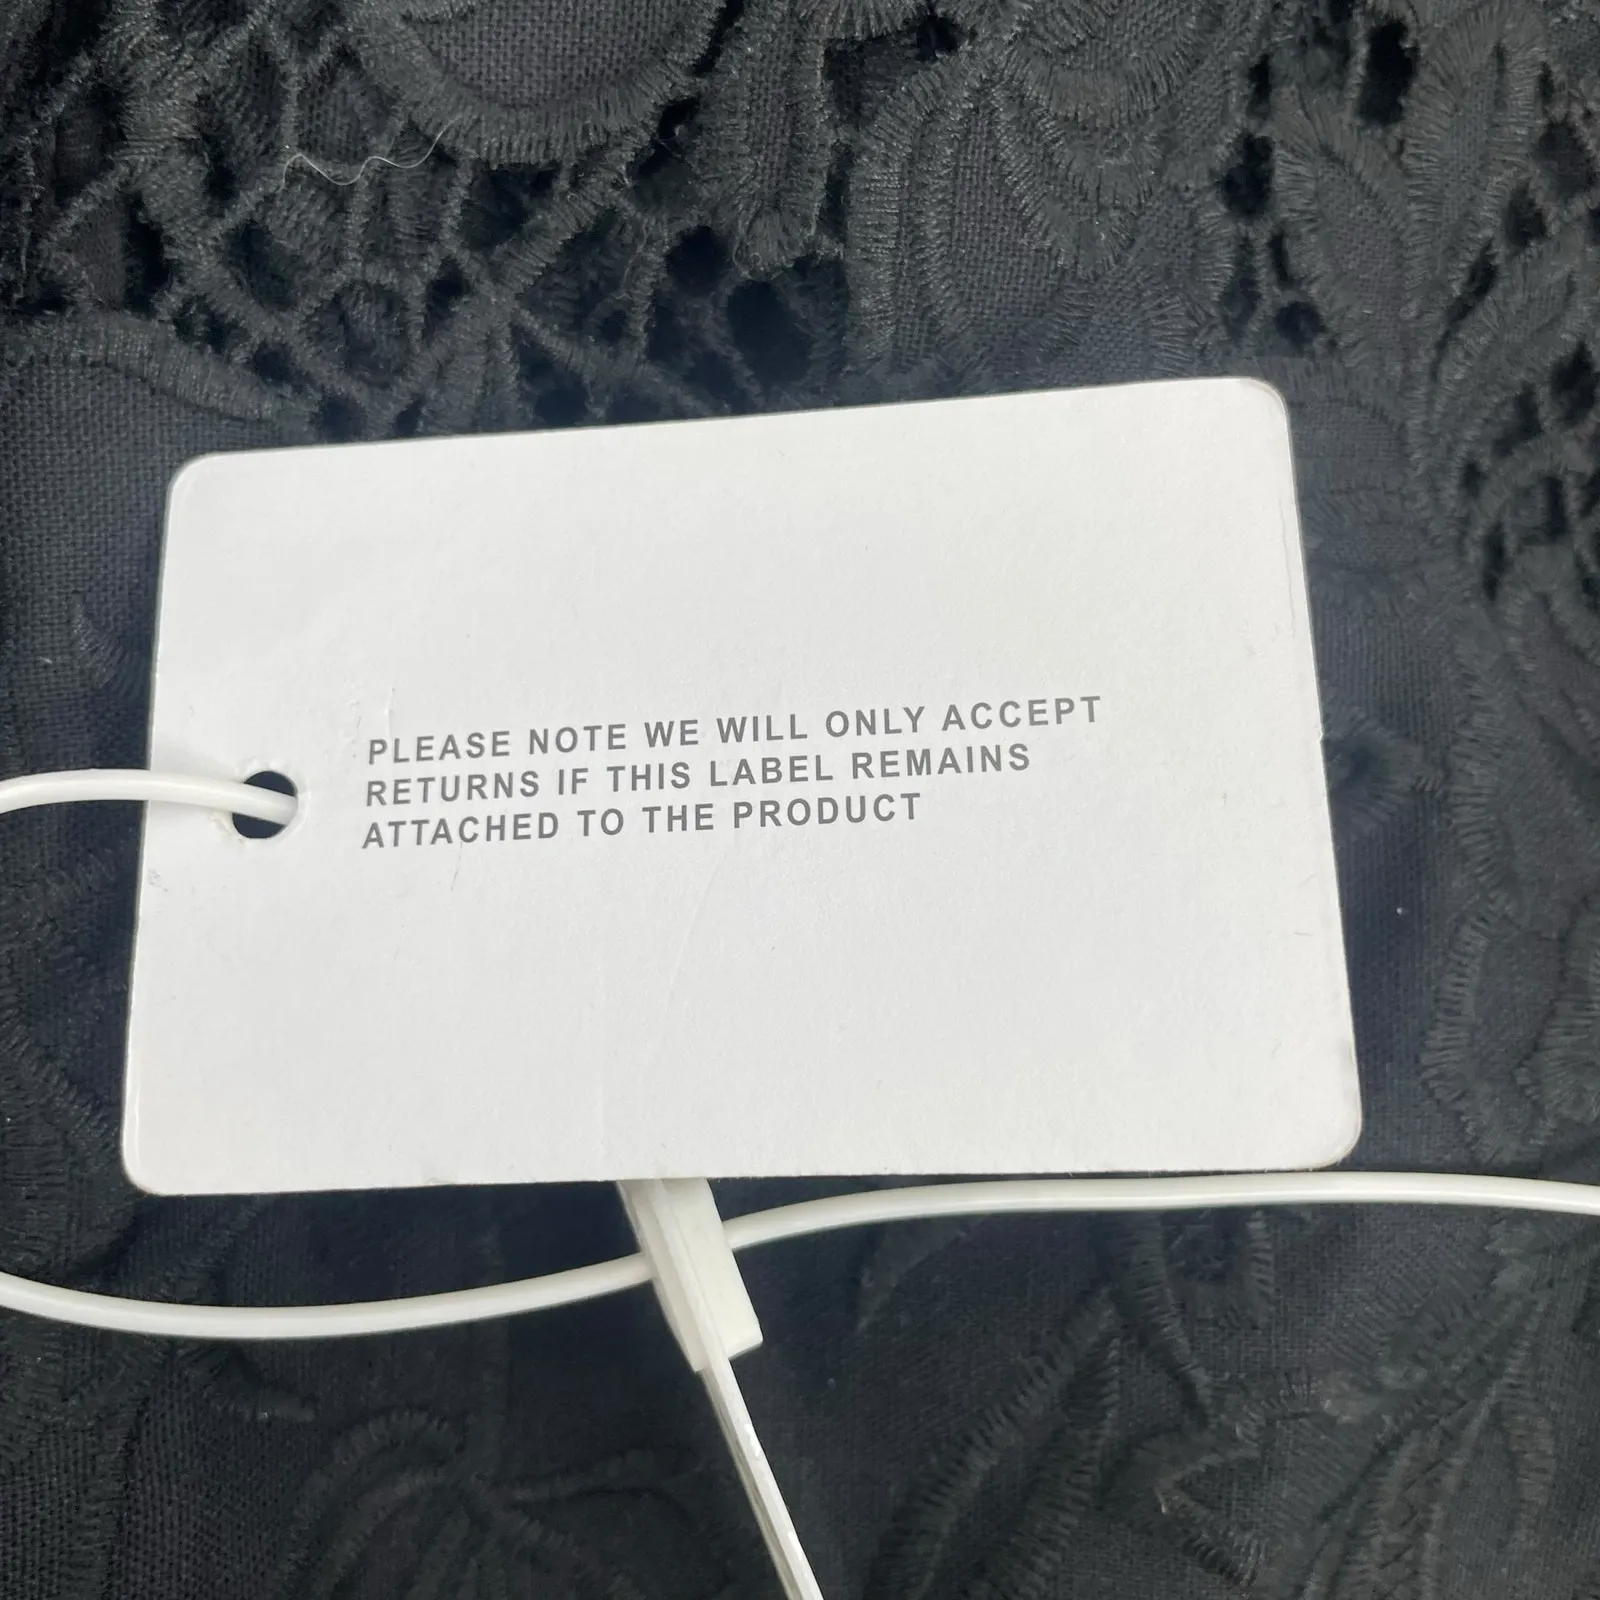 PLEASE NOTE WE WILL ONLY ACCEPT
RETURNS IF THIS LABEL REMAINS
ATTACHED TO THE PRODUCT